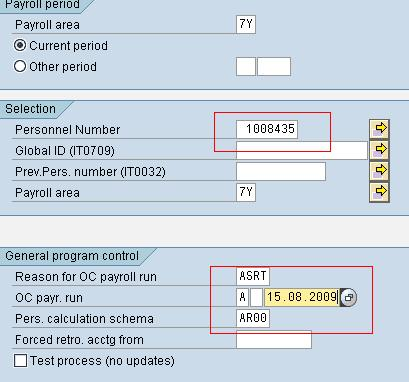 Payroll period
Payroll area 7Y
Current period
Other period
Selection
Personnel Number 1008435
Global ID (IT0709)
Prev.Pers. number (IT0032)
Payroll area 7Y
General program control
Reason for OC payroll run ASRT
OC payr. run A 15.08.2009
Pers. calculation schema AR00
Forced retro. acctg from
Test process (no updates)